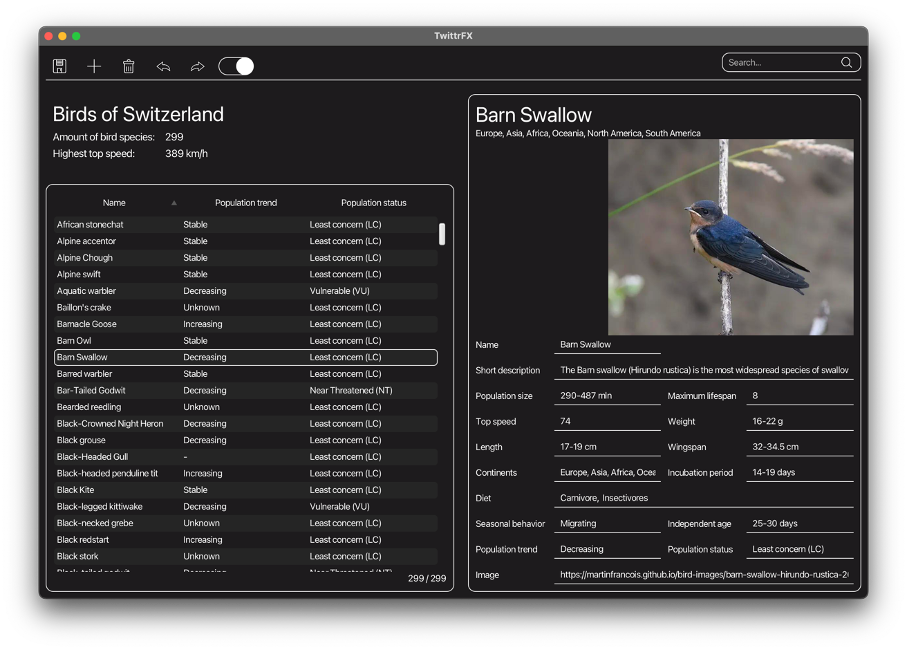 TwittrFX
Search...
Birds of Switzerland
Amount of bird species: 299
Highest top speed: 389 km/h
Name Population trend Population status
African stonechat Stable Least concern (LC)
Alpine accentor Stable Least concern (LC)
Alpine Chough Stable Least concern (LC)
Alpine swift Stable Least concern (LC)
Aquatic warbler Decreasing Vulnerable (VU)
Baillon's crake Unknown Least concern (LC)
Barnacle Goose Increasing Least concern (LC)
Barn Owl Stable Least concern (LC)
Barn Swallow Decreasing Least concern (LC)
Barred warbler Stable Least concern (LC)
Bar-Tailed Godwit Decreasing Near Threatened (NT)
Bearded reedling Unknown Least concern (LC)
Black-Crowned Night Heron Decreasing Least concern (LC)
Black grouse Decreasing Least concern (LC)
Black-Headed Gull - Least concern (LC)
Black-headed penduline tit Increasing Least concern (LC)
Black Kite Stable Least concern (LC)
Black-legged kittiwake Decreasing Vulnerable (VU)
Black-necked grebe Unknown Least concern (LC)
Black redstart Increasing Least concern (LC)
Black stork Unknown Least concern (LC)
Black-tailed godwit Decreasing Near Threatened (NT)
299 / 299
Barn Swallow
Europe, Asia, Africa, Oceania, North America, South America
Name Barn Swallow
Short description The Barn swallow (Hirundo rustica) is the most widespread species of swallov
Population size 290-487 mln Maximum lifespan 8
Top speed 74 Weight 16-22 g
Length 17-19 cm Wingspan 32-34.5 cm
Continents Europe, Asia, Africa, Ocea Incubation period 14-19 days
Diet Carnivore, Insectivores
Seasonal behavior Migrating Independent age 25-30 days
Population trend Decreasing Population status Least concern (LC)
Image https://martinfrancois.github.io/bird-images/barn-swallow-hirundo-rustica-2